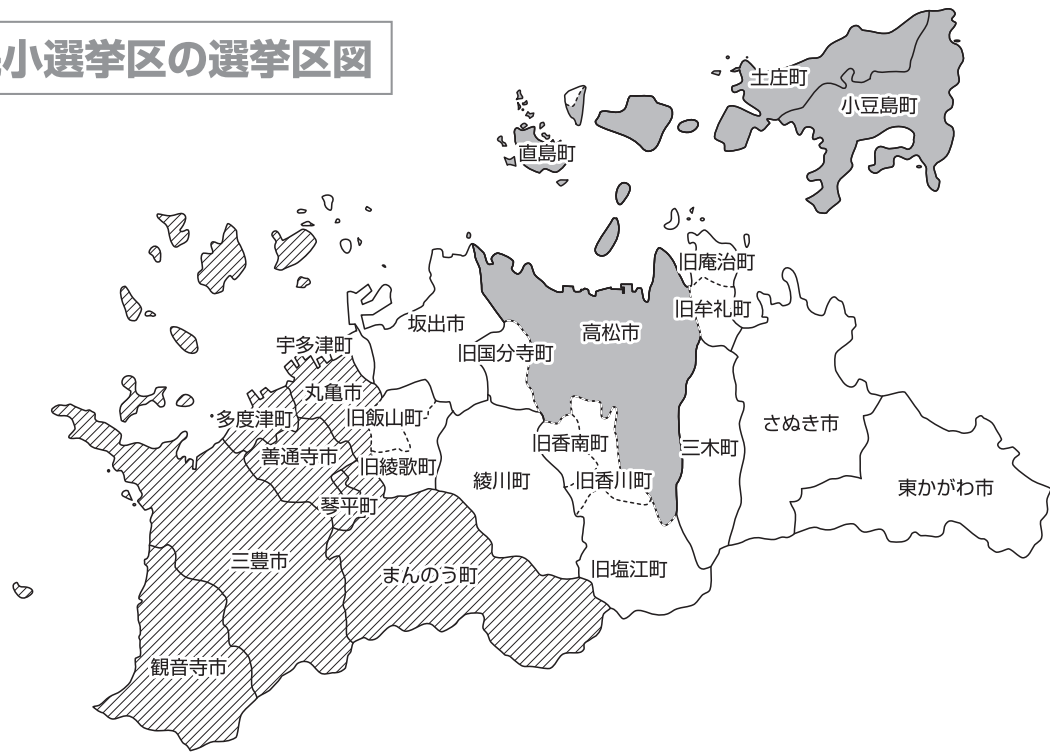 小選挙区の選挙区図
土庄町
小豆島町
直島町
旧庵治町
旧牟礼町
高松市
坂出市
旧国分寺町
宇多津町
丸亀市
旧飯山町
多度津町
旧香南町
さぬき市
三木町
善通寺市
旧綾歌町
綾川町
旧香川町
東かがわ市
琴平町
三豊市
まんのう町
旧塩江町
観音寺市